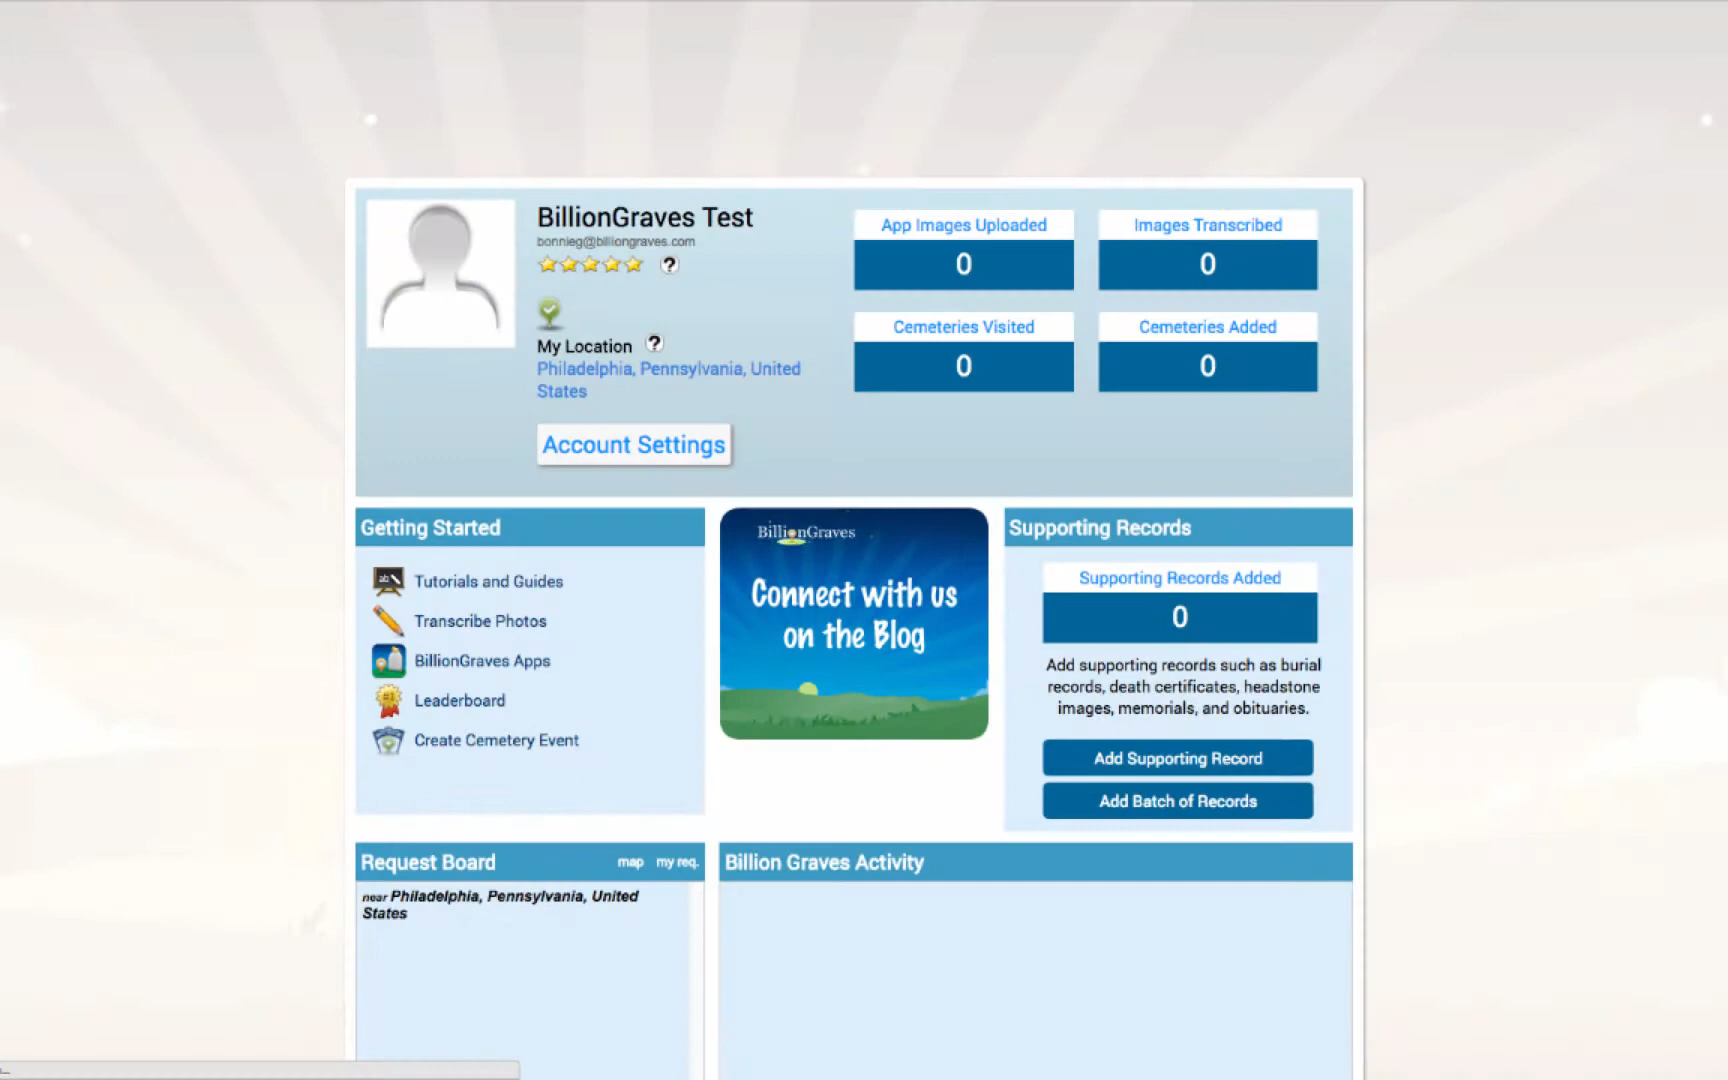 BillionGraves Test
bonnieg@billiongraves.com
?
My Location ?
Philadelphia, Pennsylvania, United
States
Account Settings
App Images Uploaded
0
Images Transcribed
0
Cemeteries Visited
0
Cemeteries Added
0
Getting Started
Tutorials and Guides
Transcribe Photos
BillionGraves Apps
Leaderboard
Create Cemetery Event
BillionGraves
Connect with us
on the Blog
Supporting Records
Supporting Records Added
0
Add supporting records such as burial
records, death certificates, headstone
images, memorials, and obituaries.
Add Supporting Record
Add Batch of Records
Request Board map my req.
near Philadelphia, Pennsylvania, United
States
Billion Graves Activity